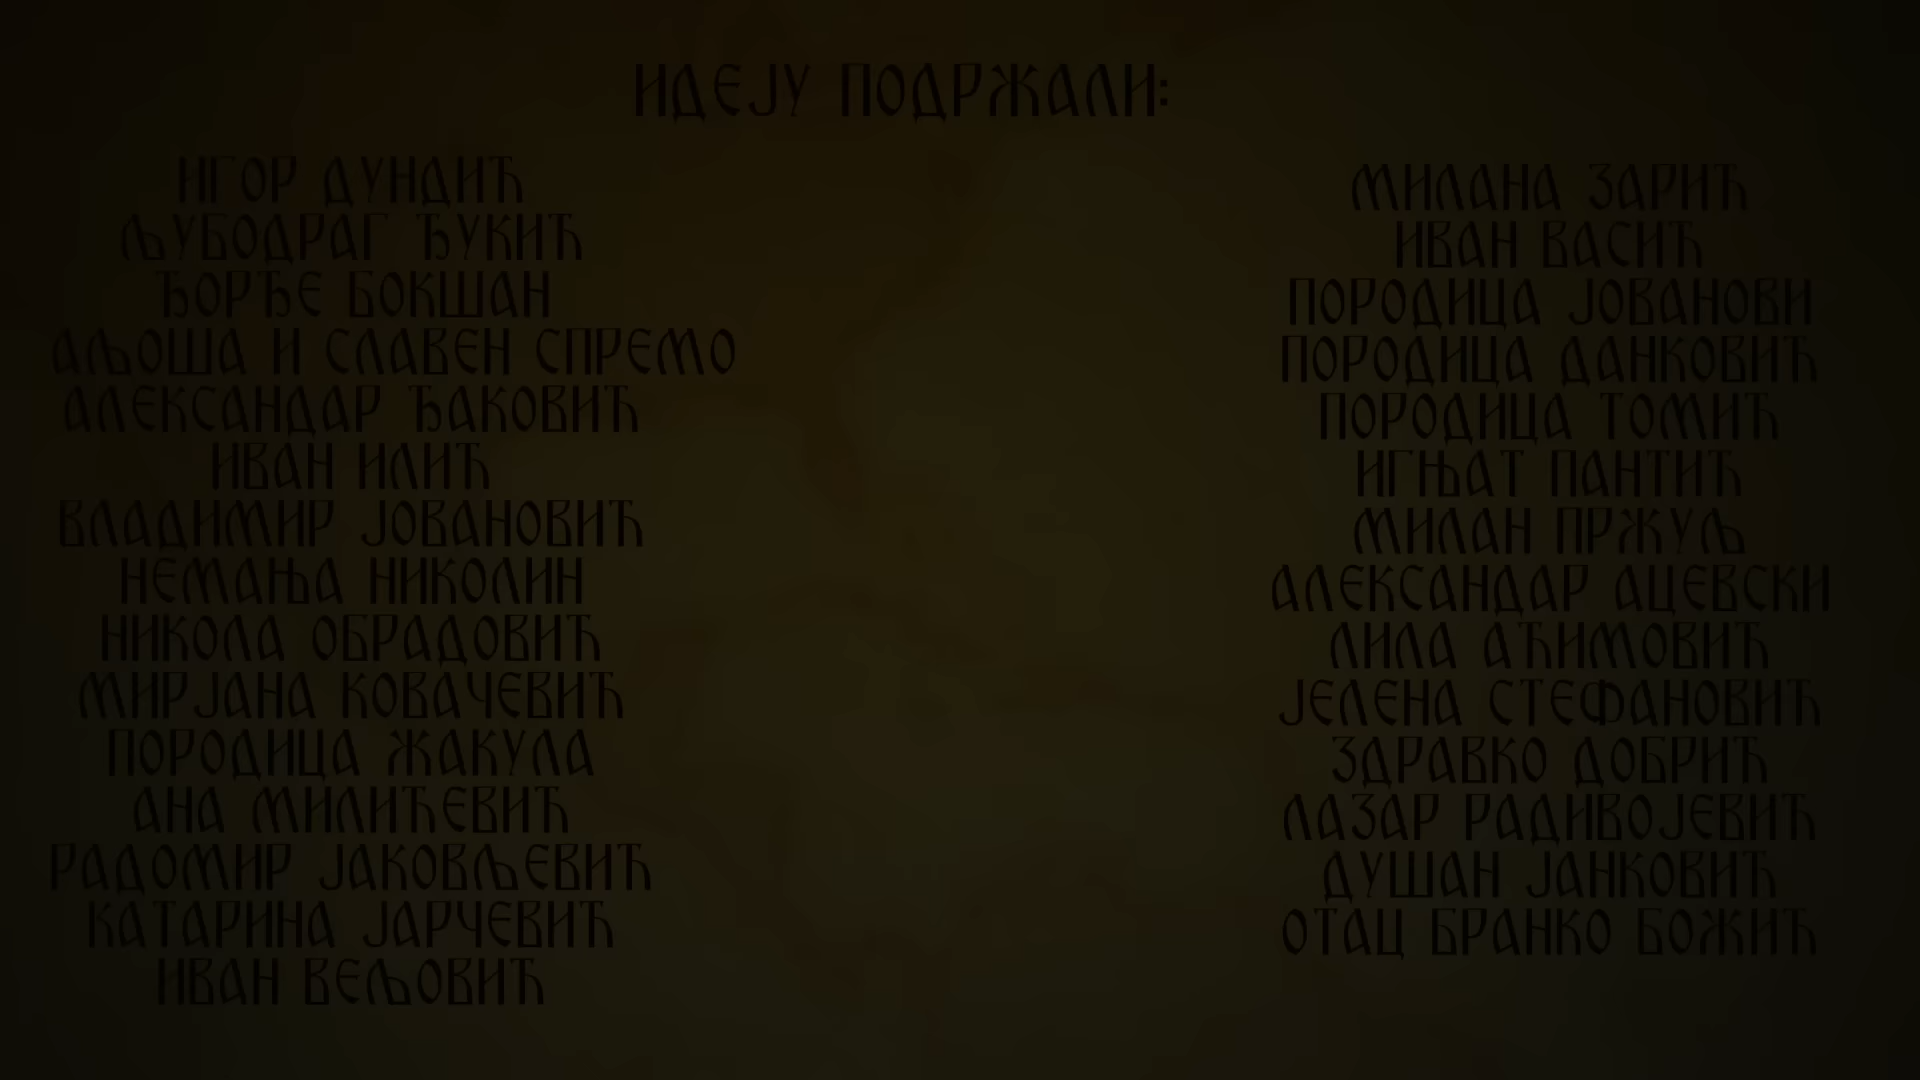 ИДЕЈУ ПОДРЖАЛИ:
ИГОР ДУНДИЋ
ЉУБОДРАГ ЂУКИЋ
ЂОРЂЕ БОКШАН
АЉОША И СЛАВЕН СПРЕМО
АЛЕКСАНДАР ЂАКОВИЋ
ИВАН ИЛИЋ
ВЛАДИМИР ЈОВАНОВИЋ
НЕМАЊА НИКОЛИН
НИКОЛА ОБРАДОВИЋ
МИРЈАНА КОВАЧЕВИЋ
ПОРОДИЦА ЖАКУЛА
АНА МИЛИЋЕВИЋ
РАДОМИР ЈАКОВЉЕВИЋ
КАТАРИНА ЈАРЧЕВИЋ
ИВАН ВЕЉОВИЋ
МИЛАНА ЗАРИЋ
ИВАН ВАСИЋ
ПОРОДИЦА ЈОВАНОВИ
ПОРОДИЦА ДАНКОВИЋ
ПОРОДИЦА ТОМИЋ
ИГЊАТ ПАНТИЋ
МИЛАН ПРЖУЉ
АЛЕКСАНДАР АЦЕВСКИ
ЛИЛА АЋИМОВИЋ
ЈЕЛЕНА СТЕФАНОВИЋ
ЗДРАВКО ДОБРИЋ
ЛАЗАР РАДИВОЈЕВИЋ
ДУШАН ЈАНКОВИЋ
ОТАЦ БРАНКО БОЖИЋ